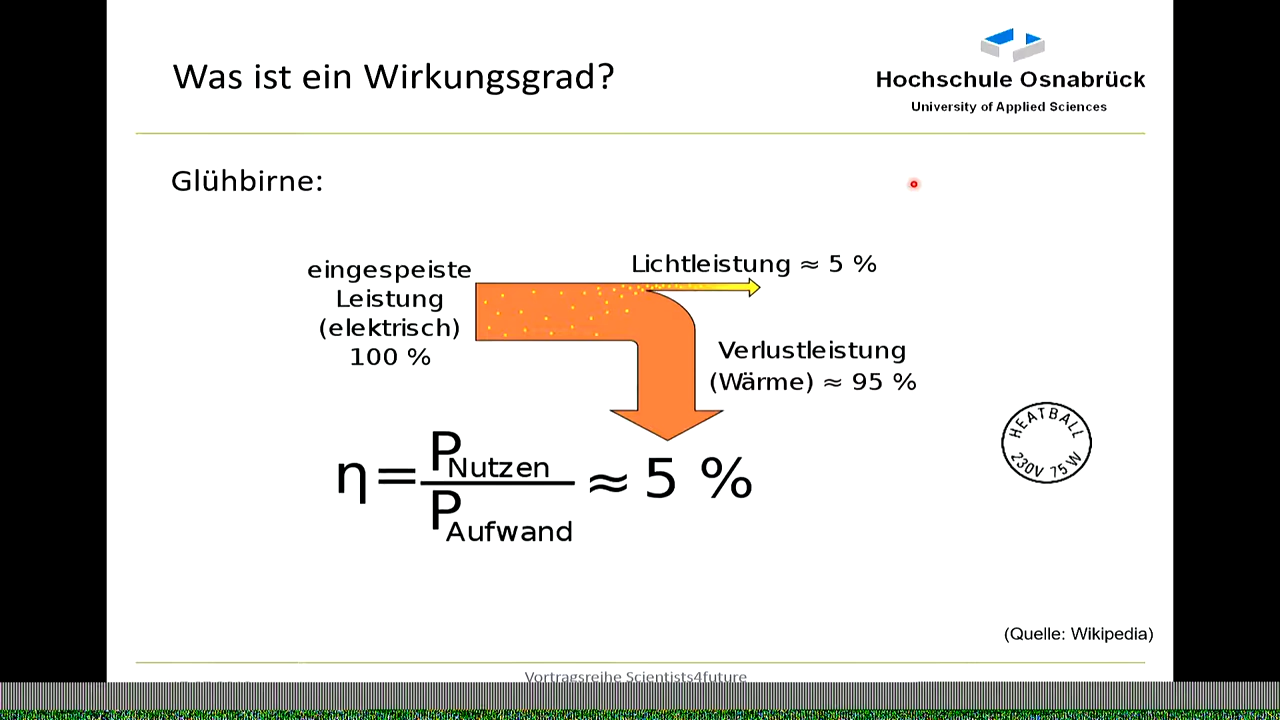 Was ist ein Wirkungsgrad?
Hochschule Osnabrück
University of Applied Sciences
Glühbirne:
eingespeiste
Leistung
(elektrisch)
100 %
Lichtleistung ≈ 5 %
Verlustleistung
(Wärme) ≈ 95 %
HEATBALL
230V 75W
η = P_Nutzen / P_Aufwand ≈ 5 %
(Quelle: Wikipedia)
Vortragsreihe Scientists4future